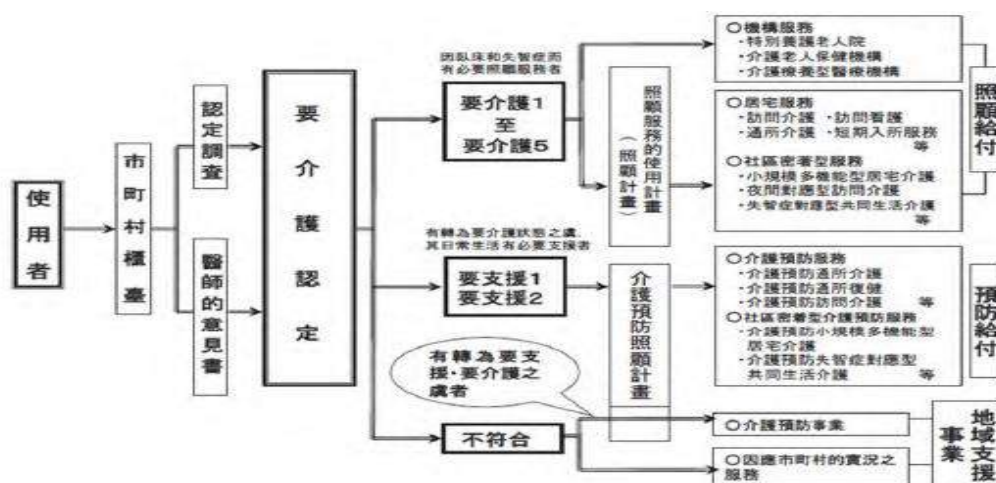 使用者
市町村櫃臺
認定調查
醫師的意見書
要介護認定
因臥床和失智症而
有必要照顧服務者
要介護1
至
要介護5
照顧服務的使用計畫
(照顧計畫)
○機構服務
・特別養護老人院
・介護老人保健機構
・介護療養型醫療機構
○居宅服務
・訪問介護・訪問看護
・通所介護・短期入所服務
等
○社區密着型服務
・小規模多機能型居宅介護
・夜間對應型訪問介護
・失智症對應型共同生活介護
等
照顧給付
有轉為要介護狀態之虞,
其日常生活有必要支援者
要支援1
要支援2
介護預防照顧計畫
○介護預防服務
・介護預防通所介護
・介護預防通所復健
・介護預防訪問介護 等
○社區密着型介護預防服務
・介護預防小規模多機能型
居宅介護
・介護預防失智症對應型
共同生活介護 等
預防給付
有轉為要支
援・要介護之
虞者
不符合
○介護預防事業
○因應市町村的實況之
服務
地域支援
事業